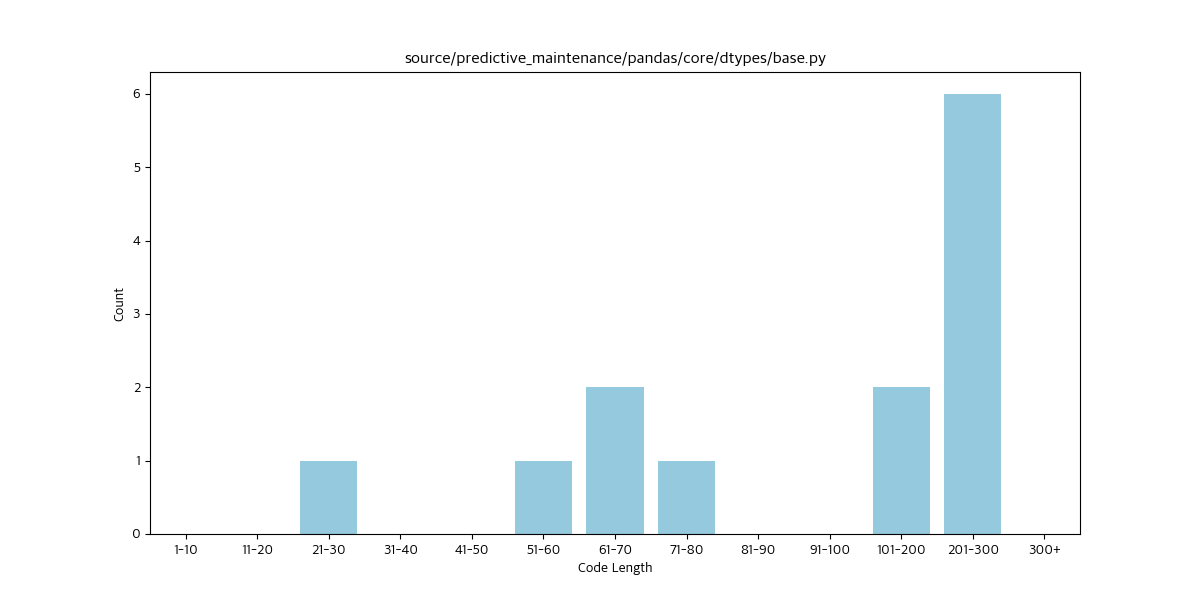 source/predictive_maintenance/pandas/core/dtypes/base.py
6
5
4
3
2
1
0
Count
1-10 11-20 21-30 31-40 41-50 51-60 61-70 71-80 81-90 91-100 101-200 201-300 300+
Code Length